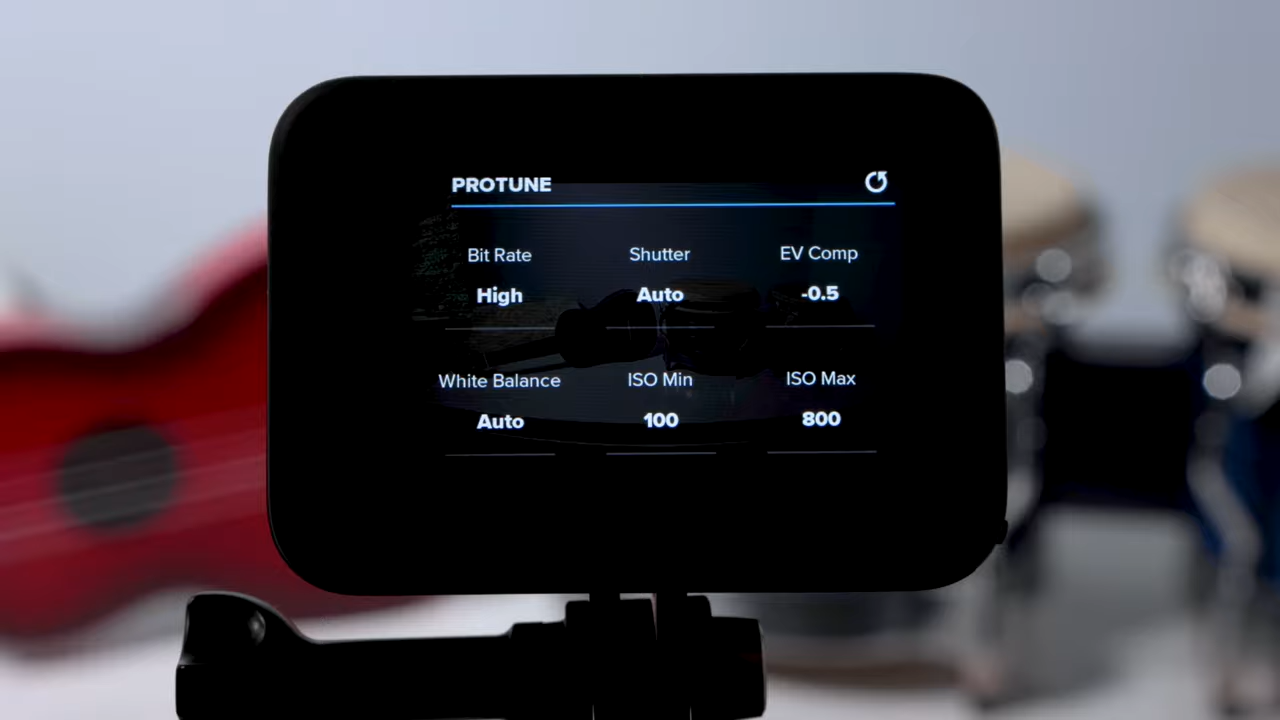 PROTUNE
Bit Rate Shutter EV Comp
High Auto -0.5
White Balance ISO Min ISO Max
Auto 100 800